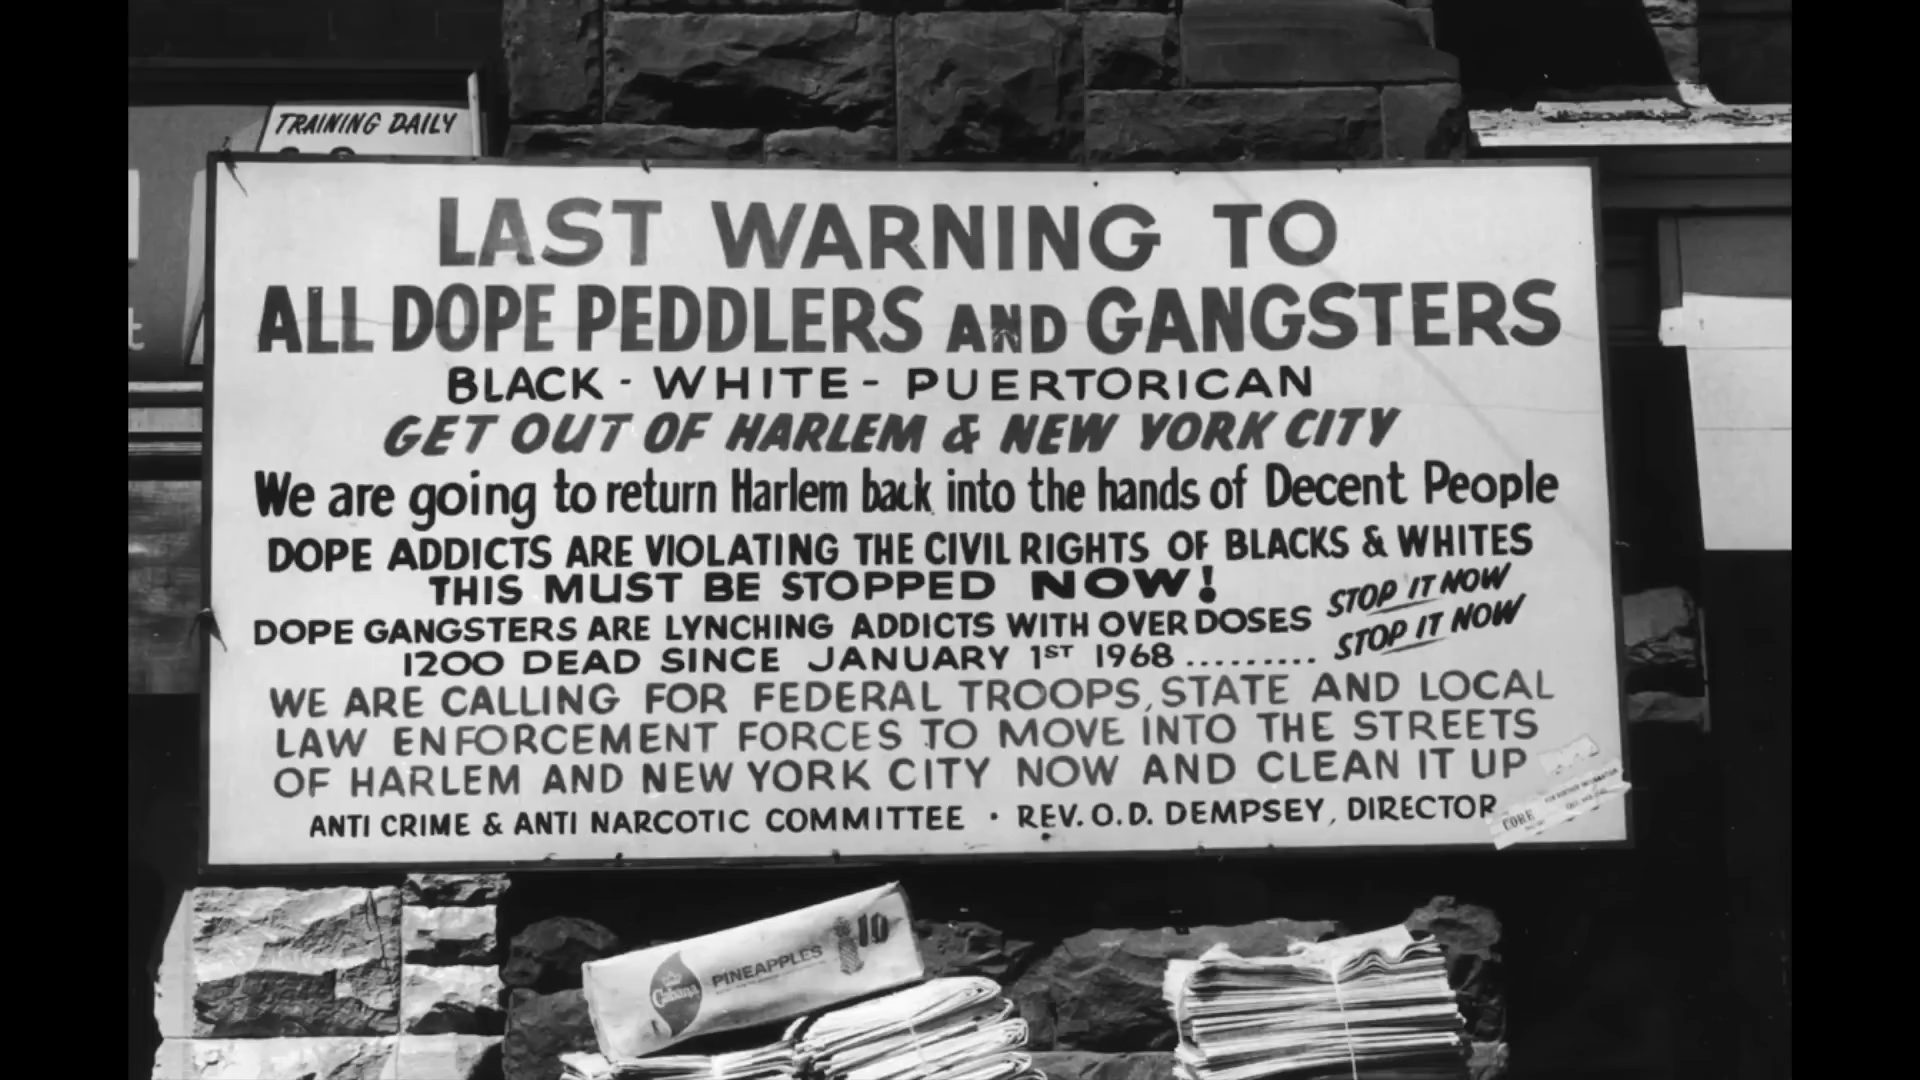 TRAINING DAILY
LAST WARNING TO
ALL DOPE PEDDLERS AND GANGSTERS
BLACK - WHITE - PUERTORICAN
GET OUT OF HARLEM & NEW YORK CITY
We are going to return Harlem back into the hands of Decent People
DOPE ADDICTS ARE VIOLATING THE CIVIL RIGHTS OF BLACKS & WHITES
THIS MUST BE STOPPED NOW!
STOP IT NOW
DOPE GANGSTERS ARE LYNCHING ADDICTS WITH OVER DOSES
STOP IT NOW
1200 DEAD SINCE JANUARY 1ST 1968 .........
WE ARE CALLING FOR FEDERAL TROOPS, STATE AND LOCAL
LAW ENFORCEMENT FORCES TO MOVE INTO THE STREETS
OF HARLEM AND NEW YORK CITY NOW AND CLEAN IT UP
ANTI CRIME & ANTI NARCOTIC COMMITTEE · REV. O.D. DEMPSEY, DIRECTOR
CORE
Cubana PINEAPPLES 10